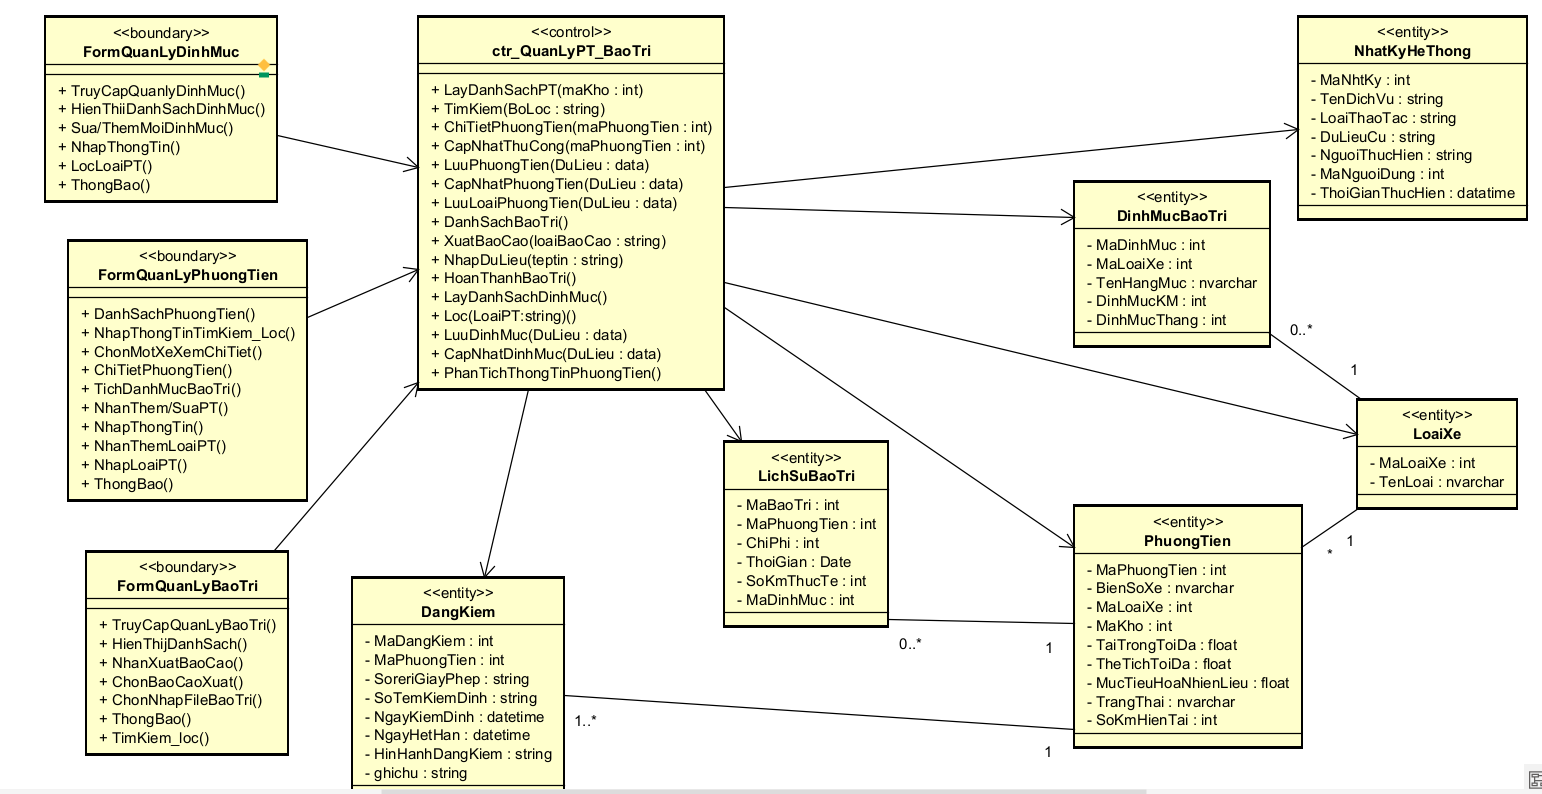 <<boundary>>
FormQuanLyDinhMuc
+ TruyCapQuanlyDinhMuc()
+ HienThiiDanhSachDinhMuc()
+ Sua/ThemMoiDinhMuc()
+ NhapThongTin()
+ LocLoaiPT()
+ ThongBao()
<<boundary>>
FormQuanLyPhuongTien
+ DanhSachPhuongTien()
+ NhapThongTinTimKiem_Loc()
+ ChonMotXeXemChiTiet()
+ ChiTietPhuongTien()
+ TichDanhMucBaoTri()
+ NhanThem/SuaPT()
+ NhapThongTin()
+ NhanThemLoaiPT()
+ NhapLoaiPT()
+ ThongBao()
<<boundary>>
FormQuanLyBaoTri
+ TruyCapQuanLyBaoTri()
+ HienThijDanhSach()
+ NhanXuatBaoCao()
+ ChonBaoCaoXuat()
+ ChonNhapFileBaoTri()
+ ThongBao()
+ TimKiem_loc()
<<control>>
ctr_QuanLyPT_BaoTri
+ LayDanhSachPT(maKho : int)
+ TimKiem(BoLoc : string)
+ ChiTietPhuongTien(maPhuongTien : int)
+ CapNhatThuCong(maPhuongTien : int)
+ LuuPhuongTien(DuLieu : data)
+ CapNhatPhuongTien(DuLieu : data)
+ LuuLoaiPhuongTien(DuLieu : data)
+ DanhSachBaoTri()
+ XuatBaoCao(loaiBaoCao : string)
+ NhapDuLieu(teptin : string)
+ HoanThanhBaoTri()
+ LayDanhSachDinhMuc()
+ Loc(LoaiPT:string)()
+ LuuDinhMuc(DuLieu : data)
+ CapNhatDinhMuc(DuLieu : data)
+ PhanTichThongTinPhuongTien()
<<entity>>
DangKiem
- MaDangKiem : int
- MaPhuongTien : int
- SoreriGiayPhep : string
- SoTemKiemDinh : string
- NgayKiemDinh : datetime
- NgayHetHan : datetime
- HinHanhDangKiem : string
- ghichu : string
1..*
1
<<entity>>
LichSuBaoTri
- MaBaoTri : int
- MaPhuongTien : int
- ChiPhi : int
- ThoiGian : Date
- SoKmThucTe : int
- MaDinhMuc : int
0..*
1
<<entity>>
NhatKyHeThong
- MaNhtKy : int
- TenDichVu : string
- LoaiThaoTac : string
- DuLieuCu : string
- NguoiThucHien : string
- MaNguoiDung : int
- ThoiGianThucHien : datatime
<<entity>>
DinhMucBaoTri
- MaDinhMuc : int
- MaLoaiXe : int
- TenHangMuc : nvarchar
- DinhMucKM : int
- DinhMucThang : int
0..*
1
<<entity>>
LoaiXe
- MaLoaiXe : int
- TenLoai : nvarchar
1
*
<<entity>>
PhuongTien
- MaPhuongTien : int
- BienSoXe : nvarchar
- MaLoaiXe : int
- MaKho : int
- TaiTrongToiDa : float
- TheTichToiDa : float
- MucTieuHoaNhienLieu : float
- TrangThai : nvarchar
- SoKmHienTai : int